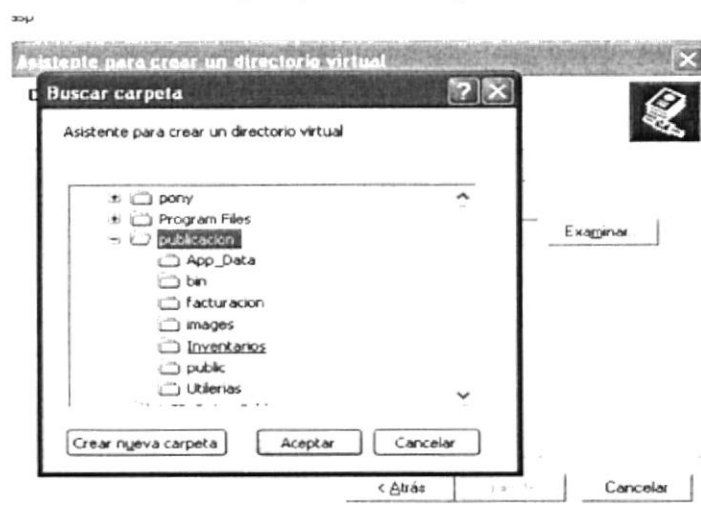 asp
Asistente para crear un directorio virtual
Buscar carpeta
Asistente para crear un directorio virtual
pony
Program Files
publicacion
App_Data
bin
facturacion
images
Inventarios
public
Utilerias
Examinar
Crear nueva carpeta
Aceptar
Cancelar
< Atrás
Cancelar